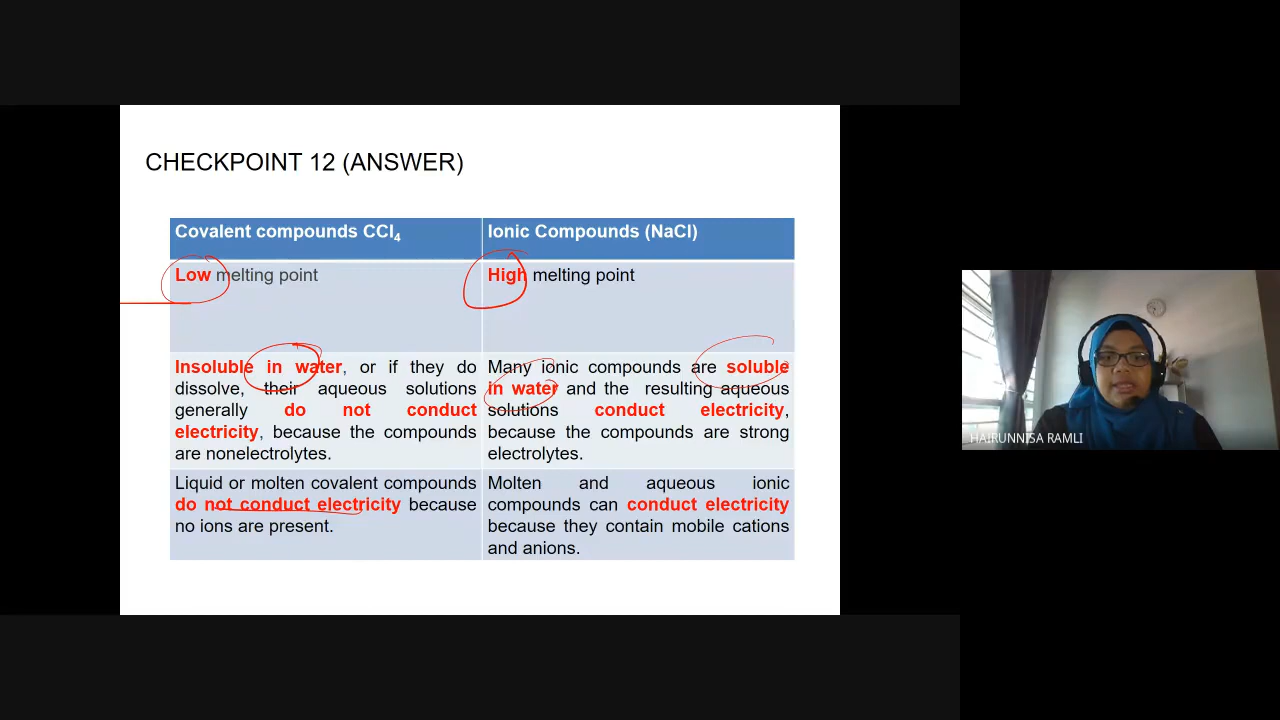 CHECKPOINT 12 (ANSWER)
Covalent compounds CCl₄
Ionic Compounds (NaCl)
Low melting point
High melting point
Insoluble in water, or if they do
dissolve, their aqueous solutions
generally do not conduct
electricity, because the compounds
are nonelectrolytes.
Many ionic compounds are soluble
in water and the resulting aqueous
solutions conduct electricity,
because the compounds are strong
electrolytes.
Liquid or molten covalent compounds
do not conduct electricity because
no ions are present.
Molten and aqueous ionic
compounds can conduct electricity
because they contain mobile cations
and anions.
HAIRUNNISA RAMLI